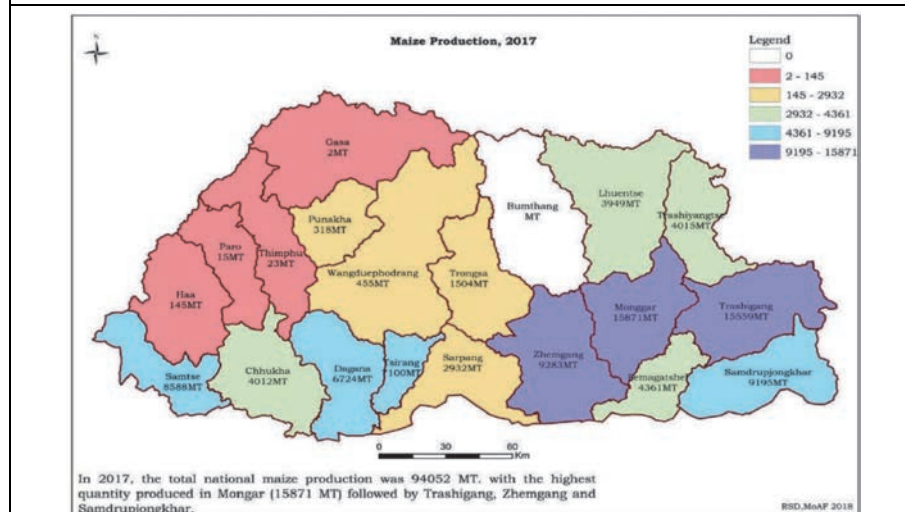 Maize Production, 2017
Legend
0
2 - 145
145 - 2932
2932 - 4361
4361 - 9195
9195 - 15871
Gasa
2MT
Bumthang
MT
Lhuentse
3949MT
Trashiyangtse
4015MT
Punakha
318MT
Paro
15MT
Thimphu
23MT
Wangduephodrang
455MT
Trongsa
1504MT
Haa
145MT
Monggar
15871MT
Trashigang
15559MT
Samtse
8588MT
Chhukha
4012MT
Dagana
6724MT
Tsirang
7100MT
Sarpang
2932MT
Zhemgang
9283MT
Pemagatshel
4361MT
Samdrupjongkhar
9195MT
0 30 60
Km
In 2017, the total national maize production was 94052 MT. with the highest
quantity produced in Mongar (15871 MT) followed by Trashigang, Zhemgang and
Samdrupjongkhar.
RSD,MoAF 2018